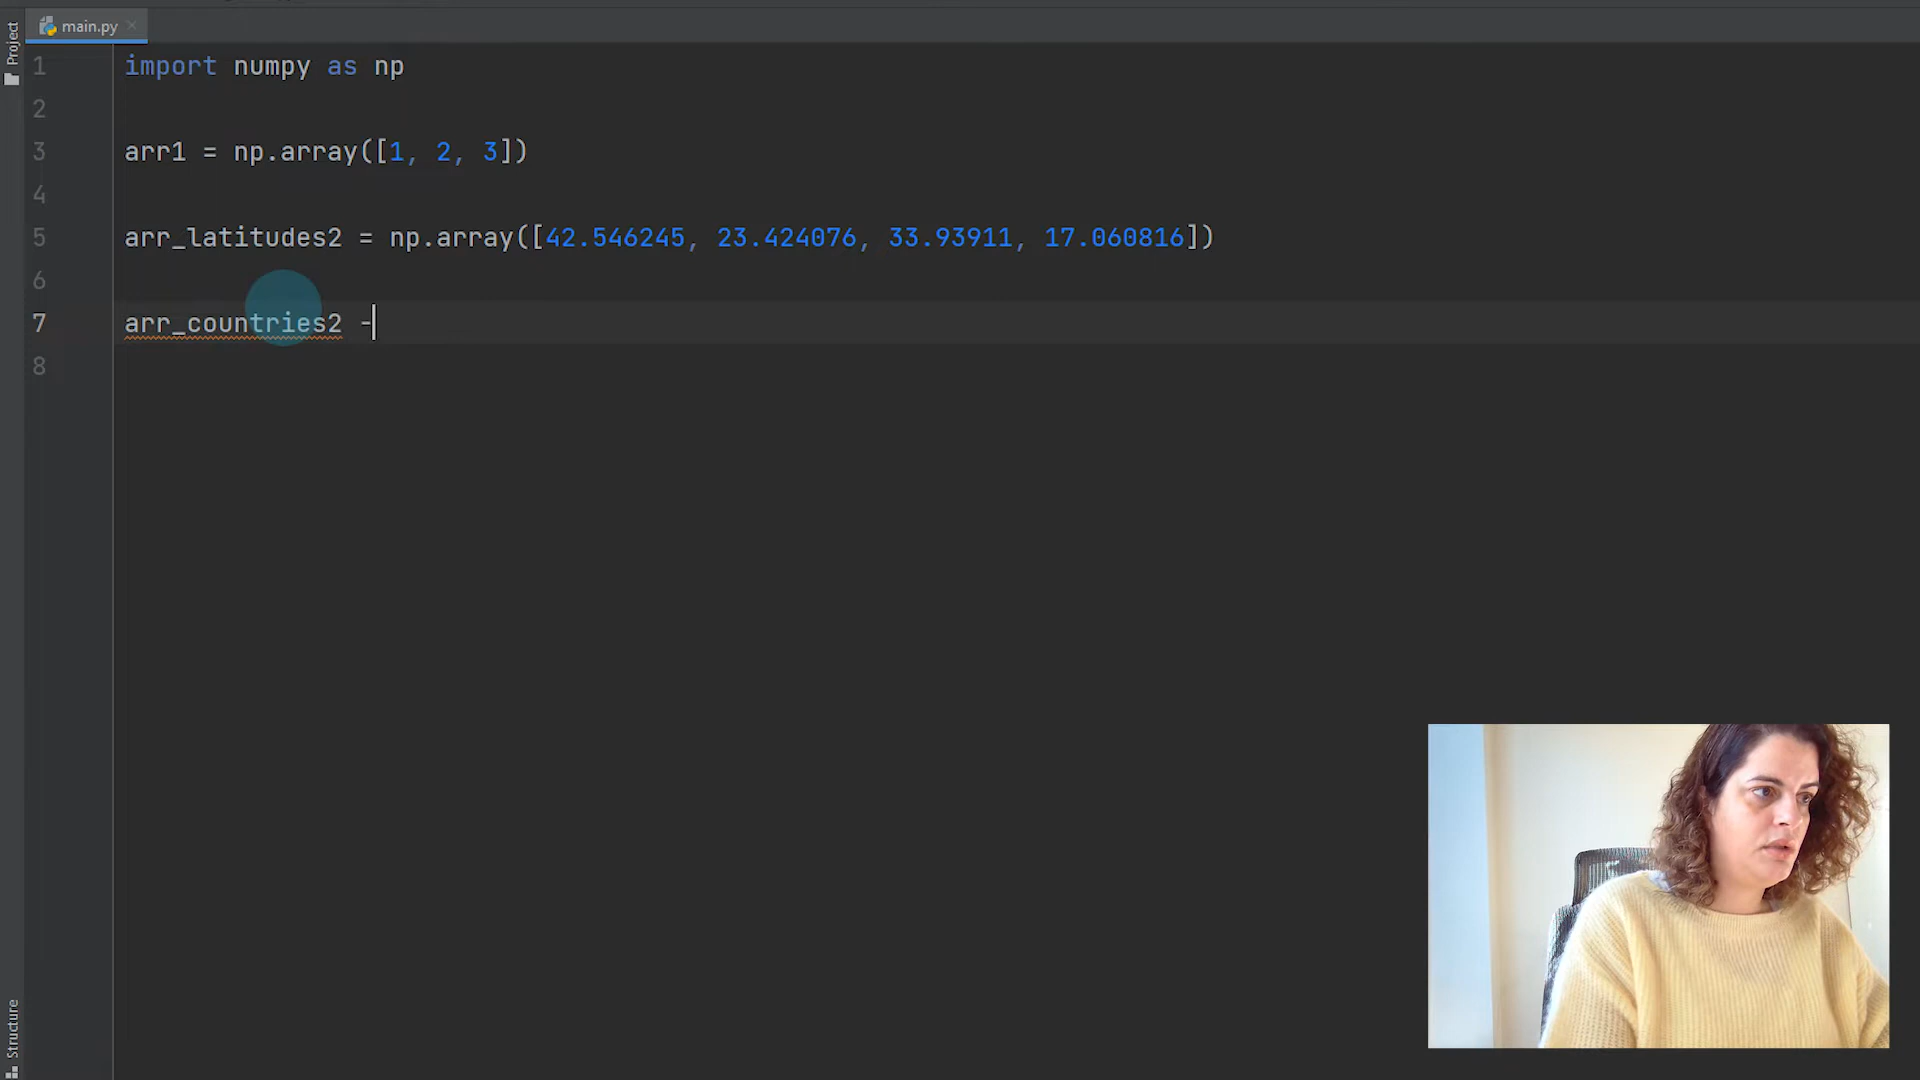 main.py
Project
1 import numpy as np
2
3 arr1 = np.array([1, 2, 3])
4
5 arr_latitudes2 = np.array([42.546245, 23.424076, 33.93911, 17.060816])
6
7 arr_countries2 -
8
Structure